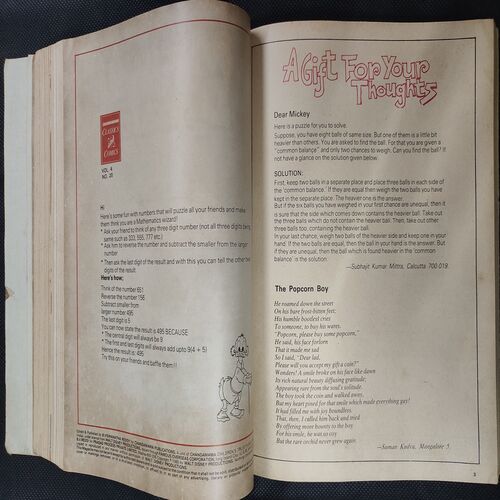 CLASSICS
COMICS
VOL. 4
NO. 20
Hi
Here's some fun with numbers that will puzzle all your friends and make
them think you are a Mathematics wizard!
* Ask your friend to think of any three digit number (not all three digits being
same such as 333, 555, 777 etc.)
* Ask him to reverse the number and subtract the smaller from the larger
number
* Then ask the last digit of the result and with this you can tell the other two
digits of the result.
Here's how;
Think of the number 651
Reverse the number 156
Subtract smaller from
larger number 495
The last digit is 5
You can now state the result is 495 BECAUSE
* The central digit will always be 9
* The first and last digits will always add upto 9(4 + 5)
Hence the result is: 495
Try this on your friends and baffle them!!
A Gift For Your
Thoughts
Dear Mickey
Here is a puzzle for you to solve.
Suppose, you have eight balls of same size. But one of them is a little bit
heavier than others. You are asked to find the ball. For that you are given a
"common balance" and only two chances to weigh. Can you find the ball? If
not have a glance on the solution given below.
SOLUTION:
First, keep two balls in a separate place and place three balls in each side of
the 'common balance.' If they are equal then weigh the two balls you have
kept in the separate place. The heavier one is the answer.
But if the six balls you have weighed in your first chance are unequal, then it
is sure that the side which comes down contains the heavier ball. Take out
the three balls which do not contain the heavier ball. Then, take out other
three balls too, containing the heavier ball.
In your last chance, weigh two balls of the heavier side and keep one in your
hand. If the two balls are equal, then the ball in your hand is the answer. But
if they are unequal, then the ball which is found heavier in this 'common
balance' is the solution.
—Subhajit Kumar Mitra, Calcutta 700 019.
The Popcorn Boy
He roamed down the street
On his bare frost-bitten feet;
His humble bootleel cries
To someone, to buy his wares.
"Popcorn, please buy some popcorn,"
He said, his face forlorn
That it made me sad
So I said, "Dear lad,
Please will you accept my gift a coin?"
Wonders! A smile broke on his face like dawn
Its rich natural beauty diffusing gratitude;
Appearing rare from the soul's solitude.
The boy took the coin and walked away,
But my heart pined for that smile which made everything gay!
It had filled me with joy boundless.
That, then, I called him back and tried
By offering more bounty to the boy
For his smile, he was so coy
But the rare orchid never grew again.
—Suman Kedva, Mangalore 5.
3